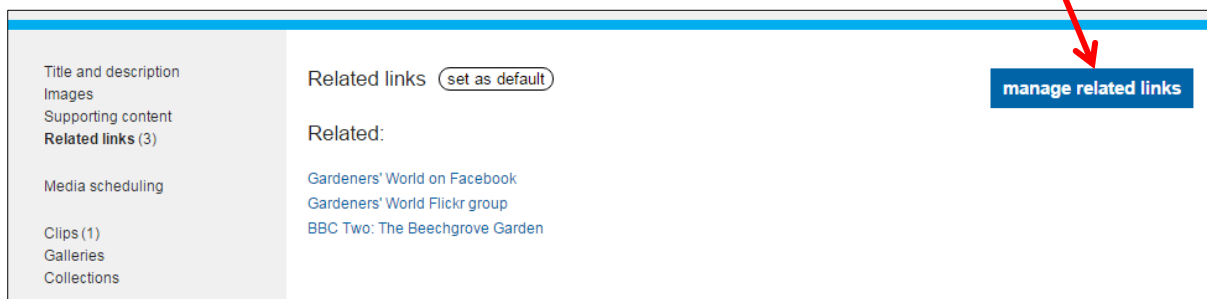 Title and description
Images
Supporting content
Related links (3)
Media scheduling
Clips (1)
Galleries
Collections
Related links set as default
manage related links
Related:
Gardeners' World on Facebook
Gardeners' World Flickr group
BBC Two: The Beechgrove Garden